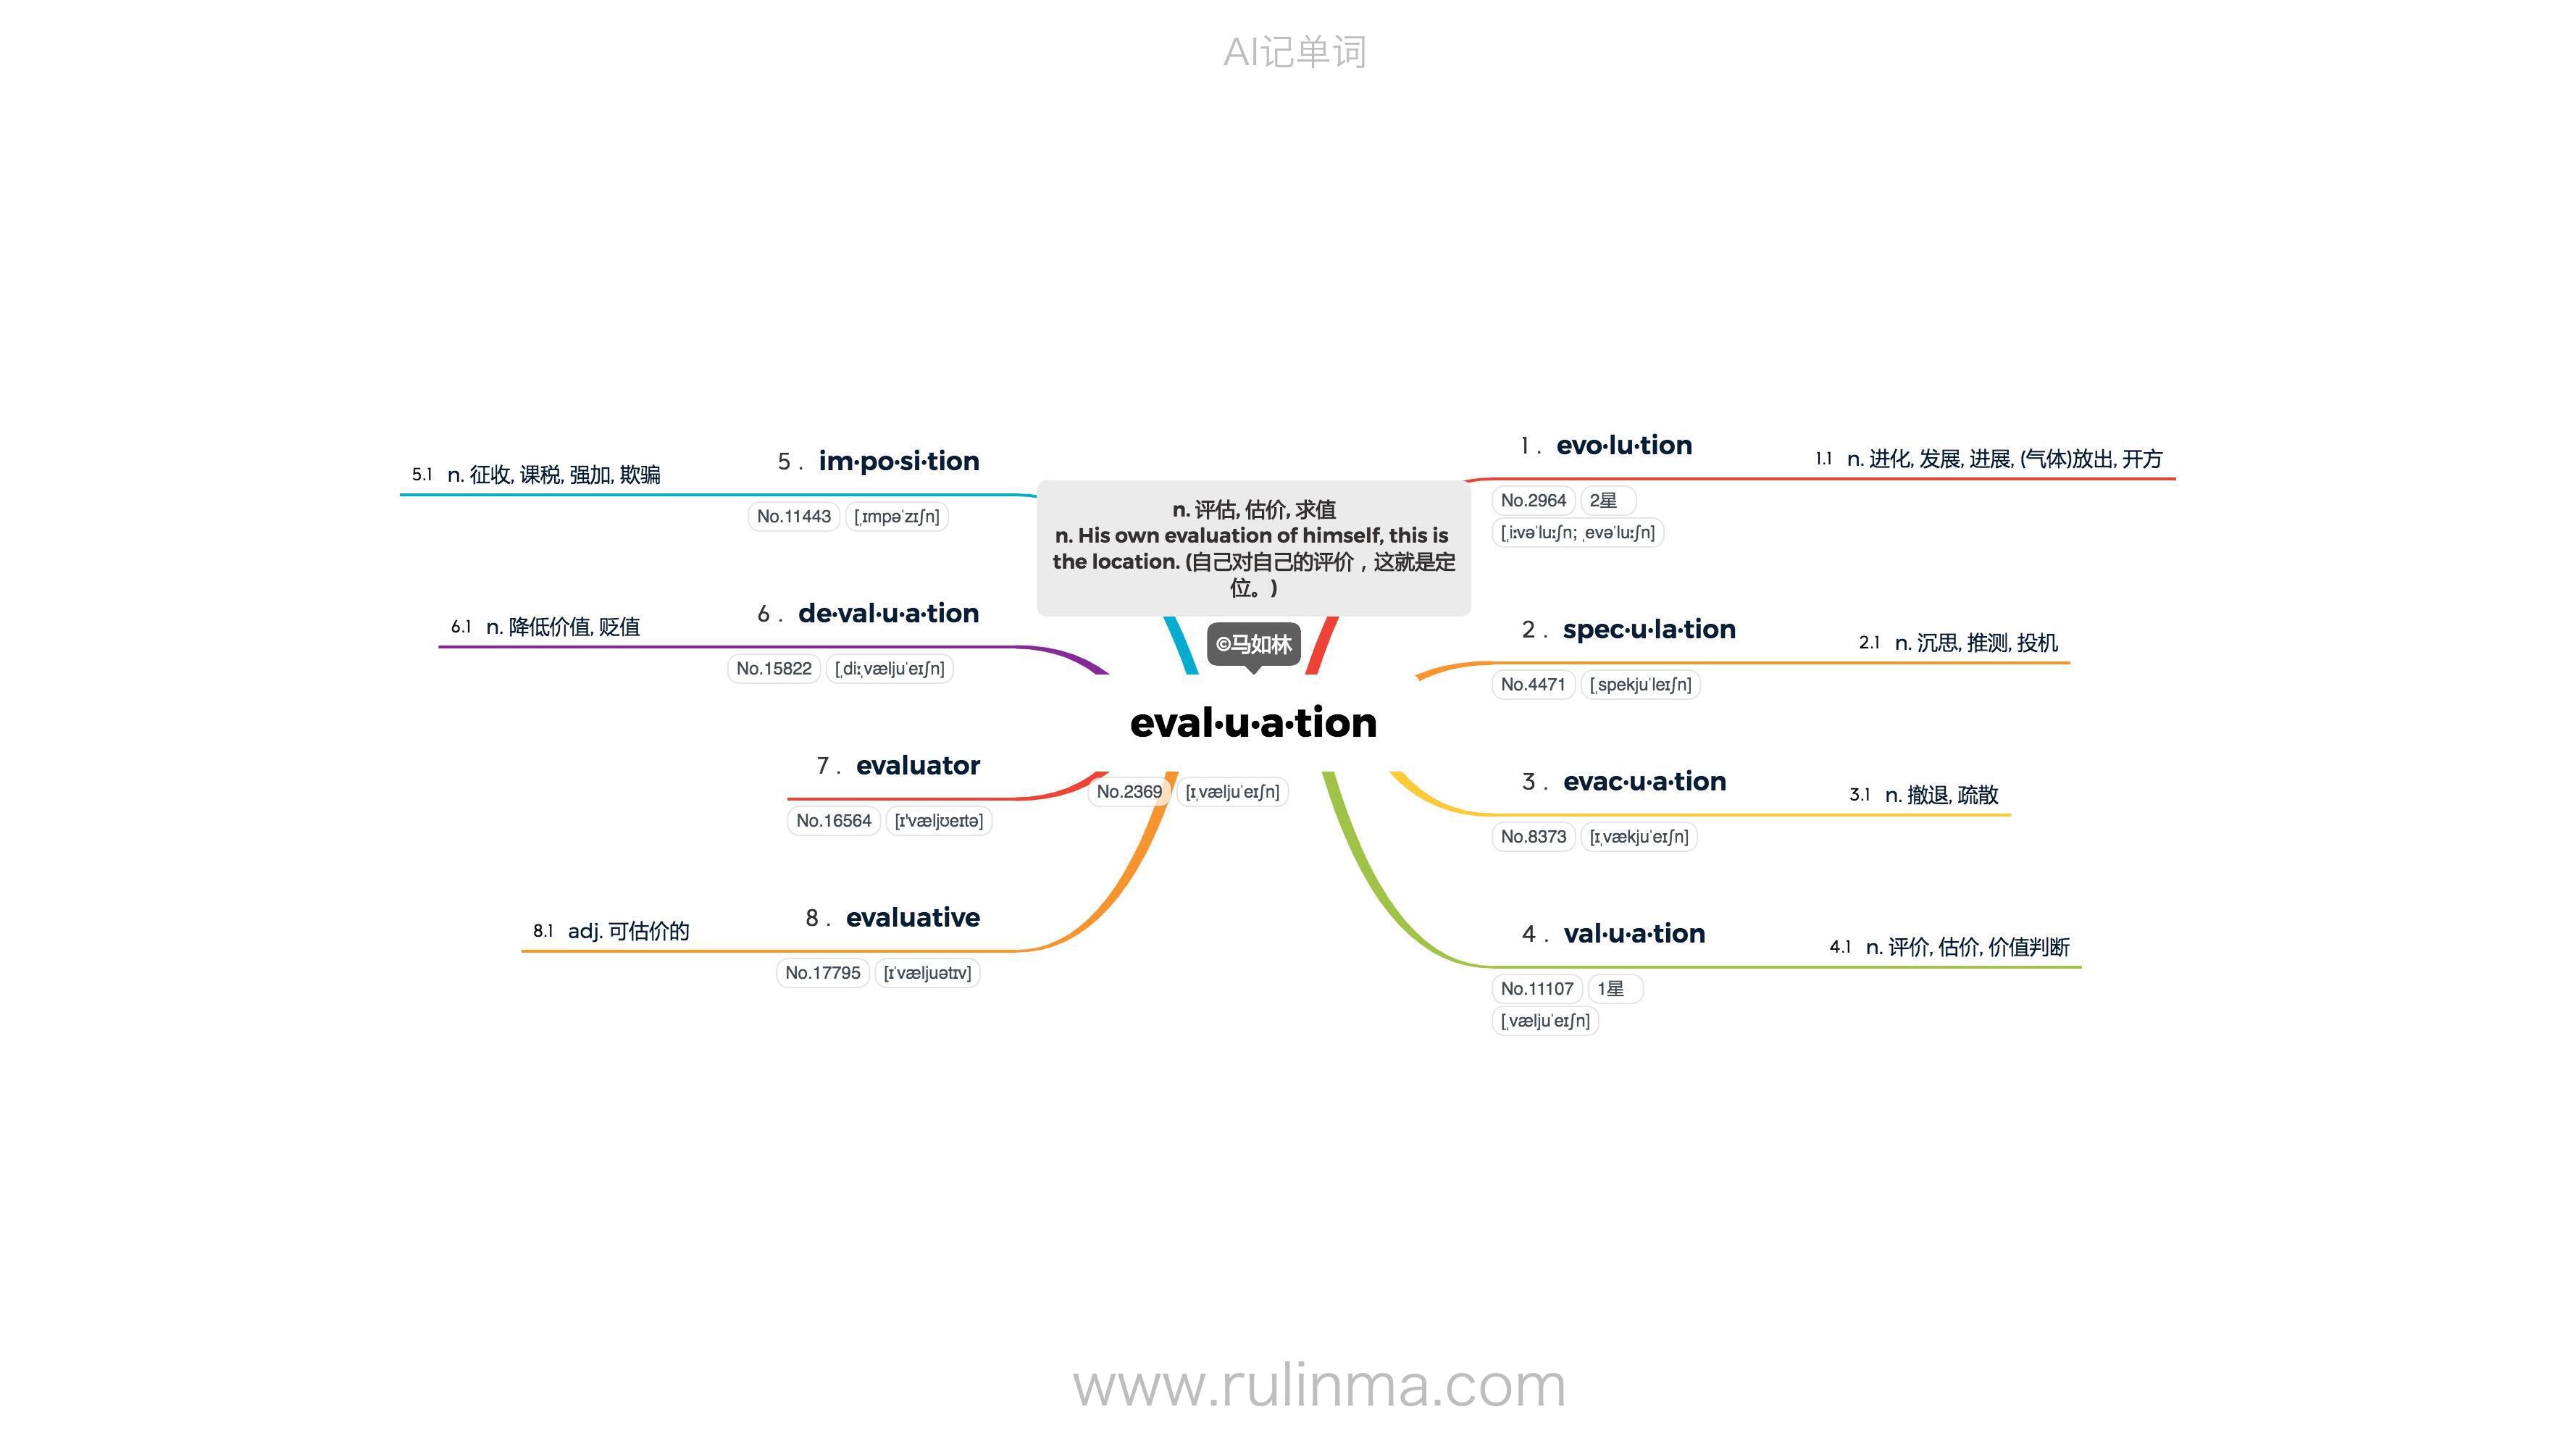 AI记单词
n. 评估, 估价, 求值
n. His own evaluation of himself, this is
the location. (自己对自己的评价，这就是定
位。)
©马如林
eval·u·a·tion
No.2369 [ɪˌvæljuˈeɪʃn]
1. evo·lu·tion
1.1 n. 进化, 发展, 进展, (气体)放出, 开方
No.2964 2星
[ˌiːvəˈluːʃn; ˌevəˈluːʃn]
2. spec·u·la·tion
2.1 n. 沉思, 推测, 投机
No.4471 [ˌspekjuˈleɪʃn]
3. evac·u·a·tion
3.1 n. 撤退, 疏散
No.8373 [ɪˌvækjuˈeɪʃn]
4. val·u·a·tion
4.1 n. 评价, 估价, 价值判断
No.11107 1星
[ˌvæljuˈeɪʃn]
5. im·po·si·tion
5.1 n. 征收, 课税, 强加, 欺骗
No.11443 [ˌɪmpəˈzɪʃn]
6. de·val·u·a·tion
6.1 n. 降低价值, 贬值
No.15822 [ˌdiːˌvæljuˈeɪʃn]
7. evaluator
No.16564 [ɪ'væljʊeɪtə]
8. evaluative
8.1 adj. 可估价的
No.17795 [ɪˈvæljuətɪv]
www.rulinma.com